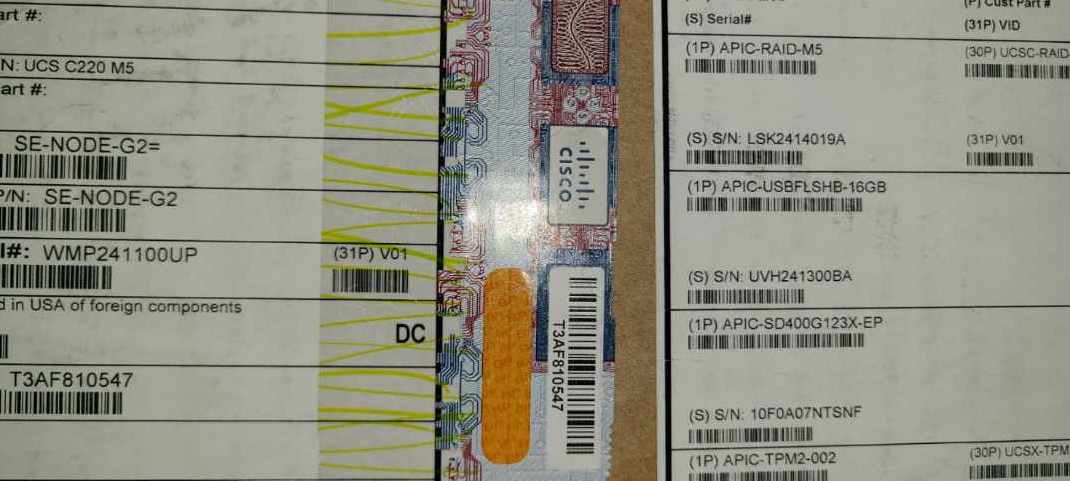 art #:
N: UCS C220 M5
art #:
SE-NODE-G2=
P/N: SE-NODE-G2
l#: WMP241100UP
(31P) V01
d in USA of foreign components
DC
T3AF810547
CISCO
T3AF810547
(P) Cust Part #
(S) Serial#
(31P) VID
(1P) APIC-RAID-M5
(30P) UCSC-RAID-
(S) S/N: LSK2414019A
(31P) V01
(1P) APIC-USBFLSHB-16GB
(S) S/N: UVH241300BA
(1P) APIC-SD400G123X-EP
(S) S/N: 10F0A07NTSNF
(1P) APIC-TPM2-002
(30P) UCSX-TPM